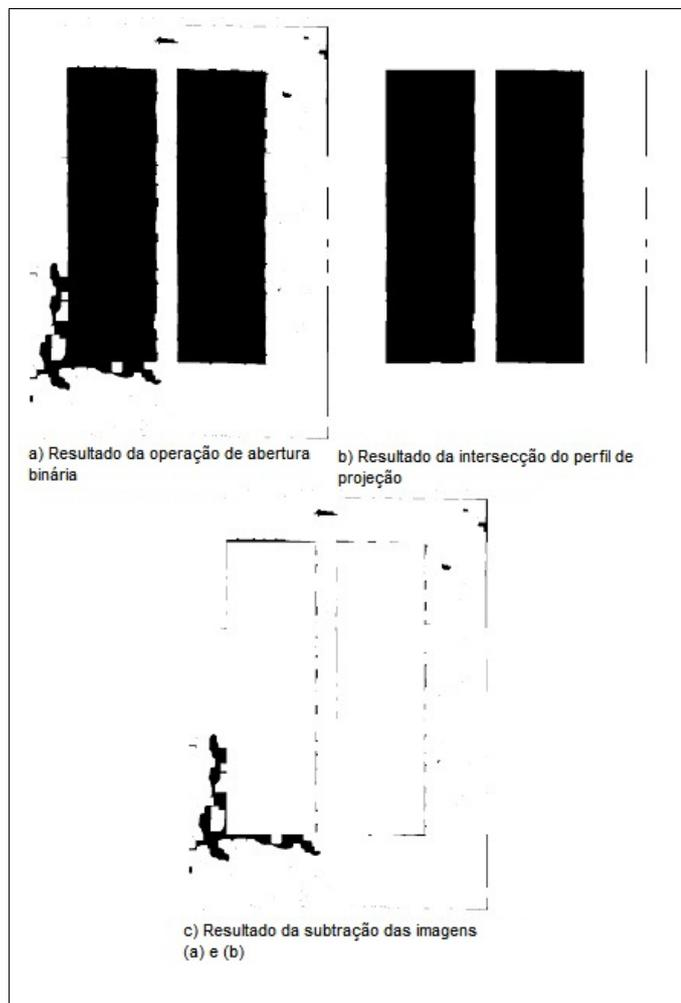 a) Resultado da operação de abertura
binária
b) Resultado da intersecção do perfil de
projeção
c) Resultado da subtração das imagens
(a) e (b)